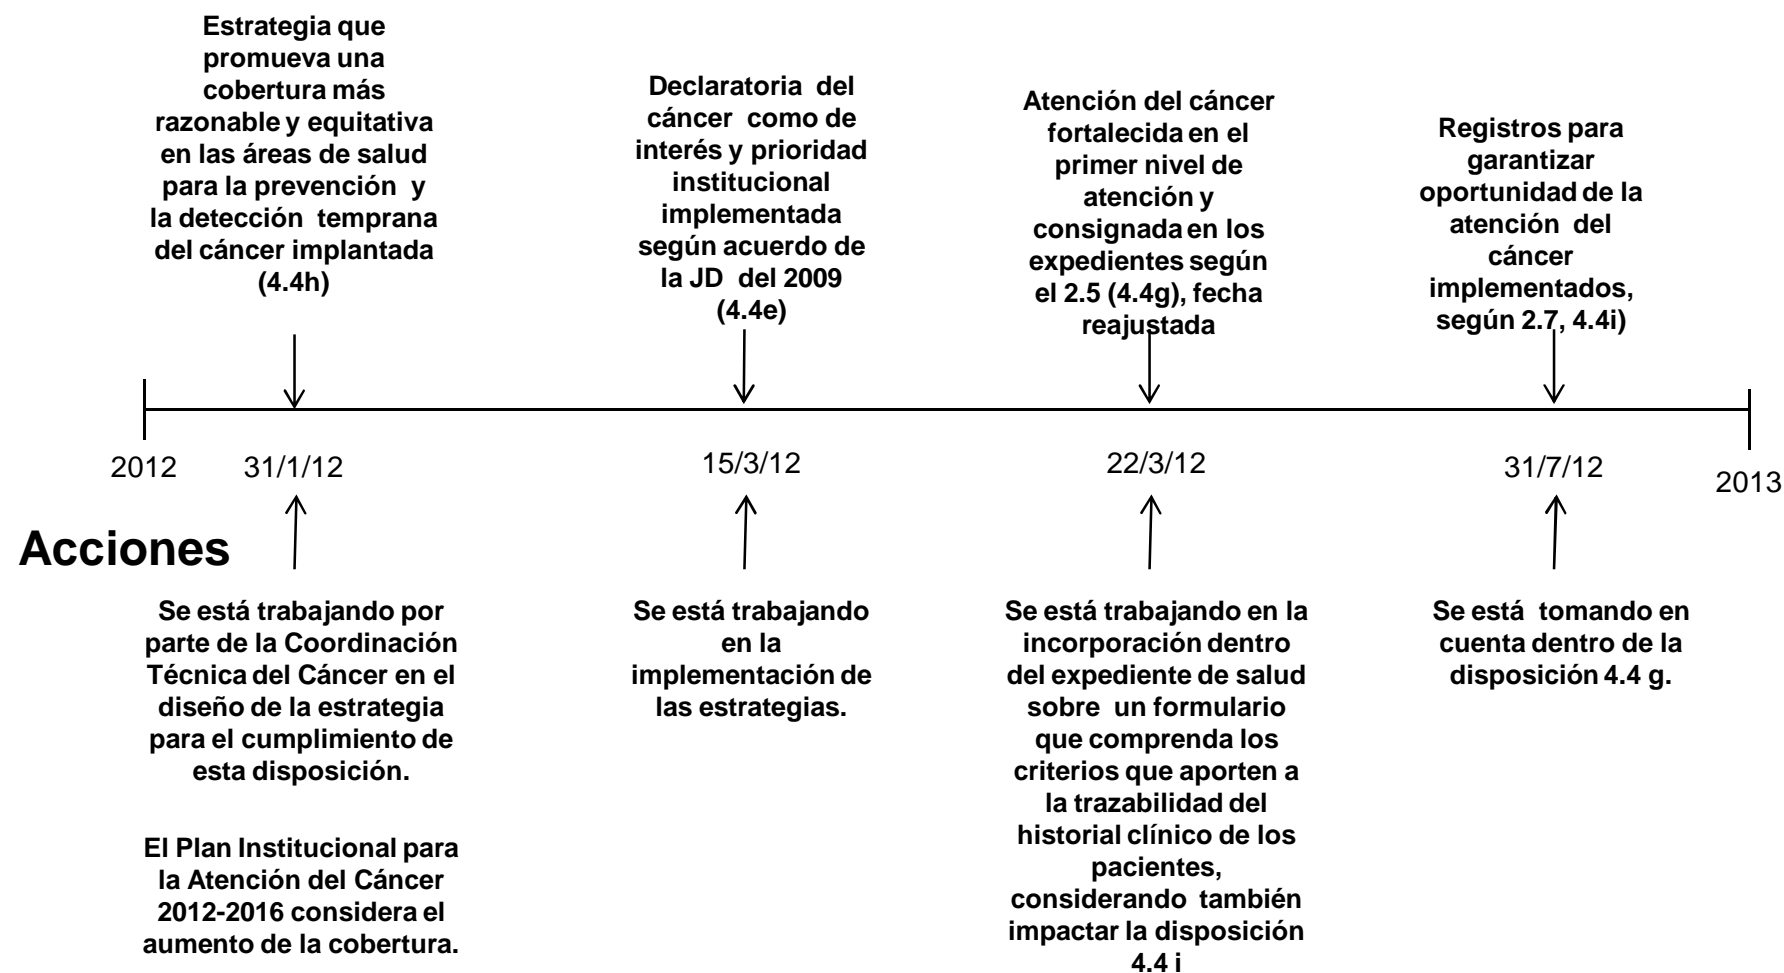 Estrategia que
promueva una
cobertura más
razonable y equitativa
en las áreas de salud
para la prevención y
la detección temprana
del cáncer implantada
(4.4h)
Declaratoria del
cáncer como de
interés y prioridad
institucional
implementada
según acuerdo de
la JD del 2009
(4.4e)
Atención del cáncer
fortalecida en el
primer nivel de
atención y
consignada en los
expedientes según
el 2.5 (4.4g), fecha
reajustada
Registros para
garantizar
oportunidad de la
atención del
cáncer
implementados,
según 2.7, 4.4i)
2012
31/1/12
15/3/12
22/3/12
31/7/12
2013
Acciones
Se está trabajando por
parte de la Coordinación
Técnica del Cáncer en el
diseño de la estrategia
para el cumplimiento de
esta disposición.
El Plan Institucional para
la Atención del Cáncer
2012-2016 considera el
aumento de la cobertura.
Se está trabajando
en la
implementación de
las estrategias.
Se está trabajando en la
incorporación dentro
del expediente de salud
sobre un formulario
que comprenda los
criterios que aporten a
la trazabilidad del
historial clínico de los
pacientes,
considerando también
impactar la disposición
4.4 i
Se está tomando en
cuenta dentro de la
disposición 4.4 g.